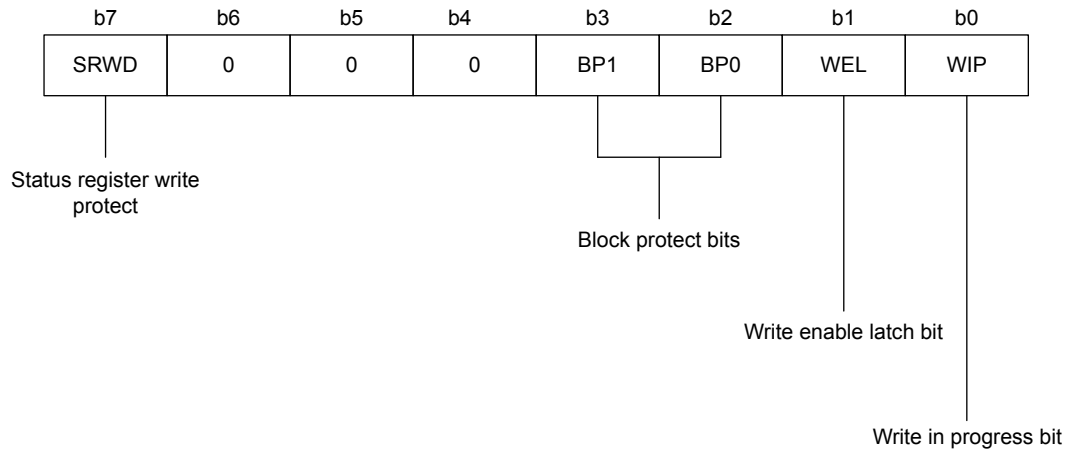 b7 b6 b5 b4 b3 b2 b1 b0
SRWD 0 0 0 BP1 BP0 WEL WIP
Status register write
protect
Block protect bits
Write enable latch bit
Write in progress bit